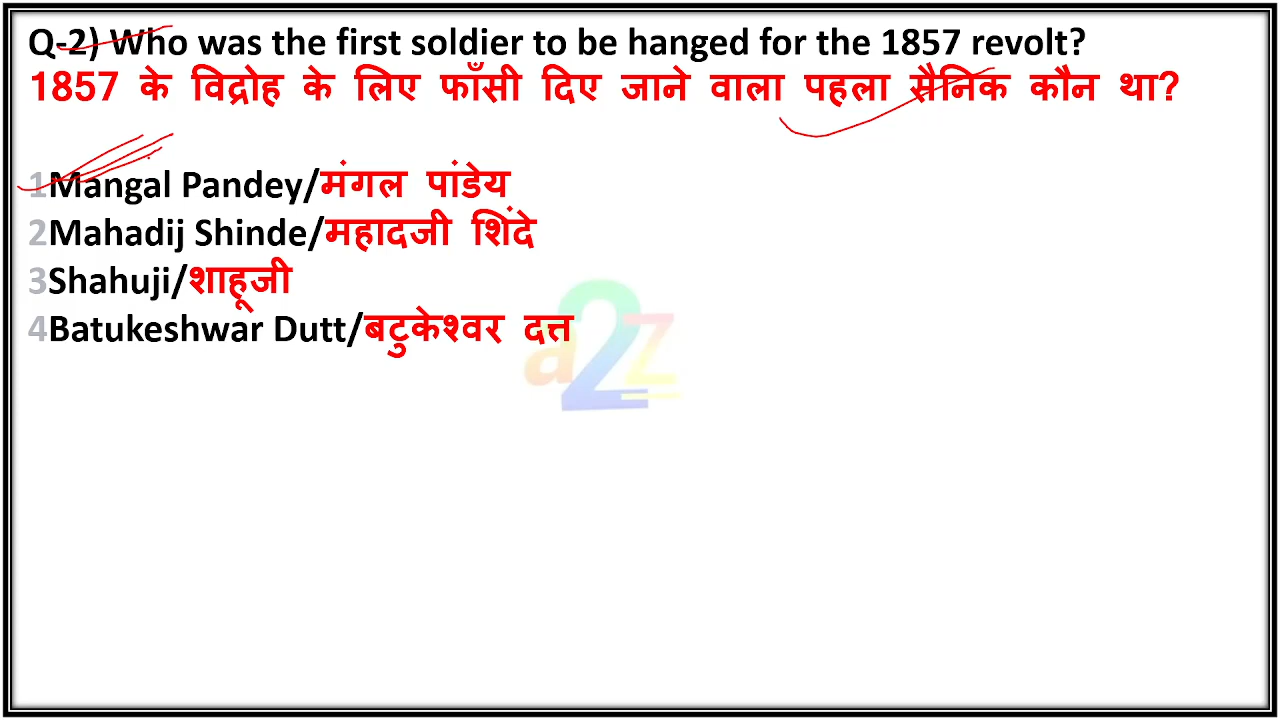 Q-2) Who was the first soldier to be hanged for the 1857 revolt?
1857 के विद्रोह के लिए फाँसी दिए जाने वाला पहला सैनिक कौन था?
1Mangal Pandey/मंगल पांडेय
2Mahadij Shinde/महादजी शिंदे
3Shahuji/शाहूजी
4Batukeshwar Dutt/बटुकेश्वर दत्त
a2z